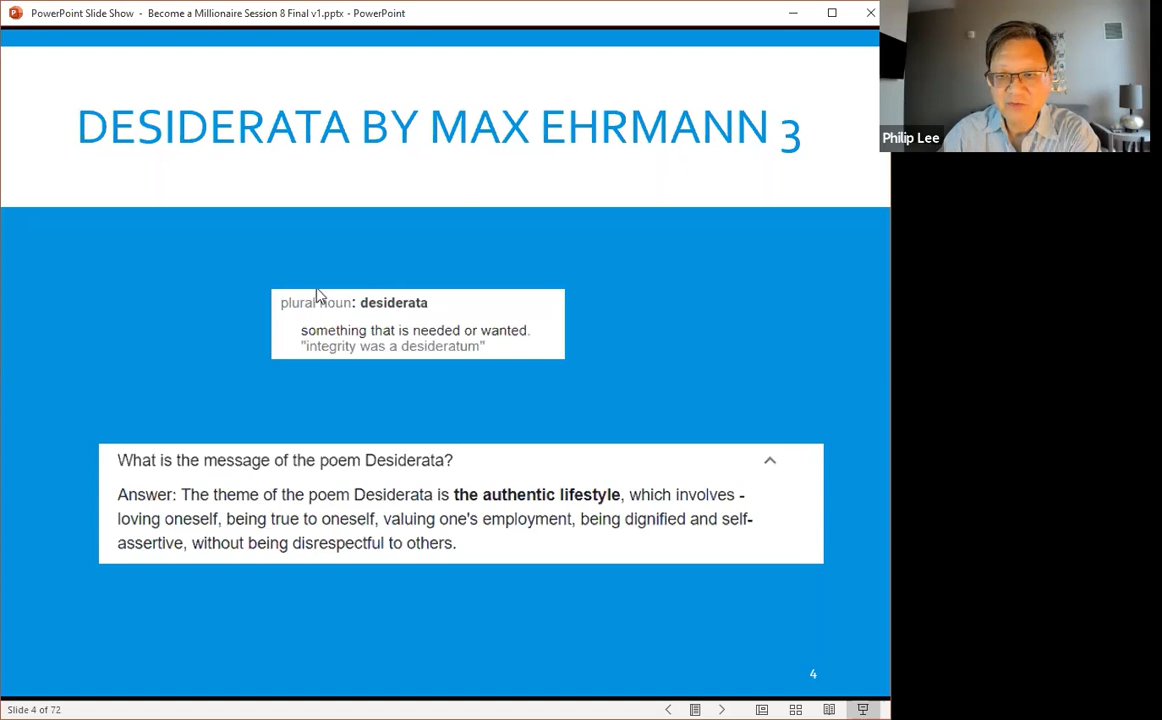 PowerPoint Slide Show - Become a Millionaire Session 8 Final v1.pptx - PowerPoint
DESIDERATA BY MAX EHRMANN 3
Philip Lee
plural noun: desiderata
something that is needed or wanted.
"integrity was a desideratum"
What is the message of the poem Desiderata?
Answer: The theme of the poem Desiderata is the authentic lifestyle, which involves -
loving oneself, being true to oneself, valuing one's employment, being dignified and self-
assertive, without being disrespectful to others.
4
Slide 4 of 72